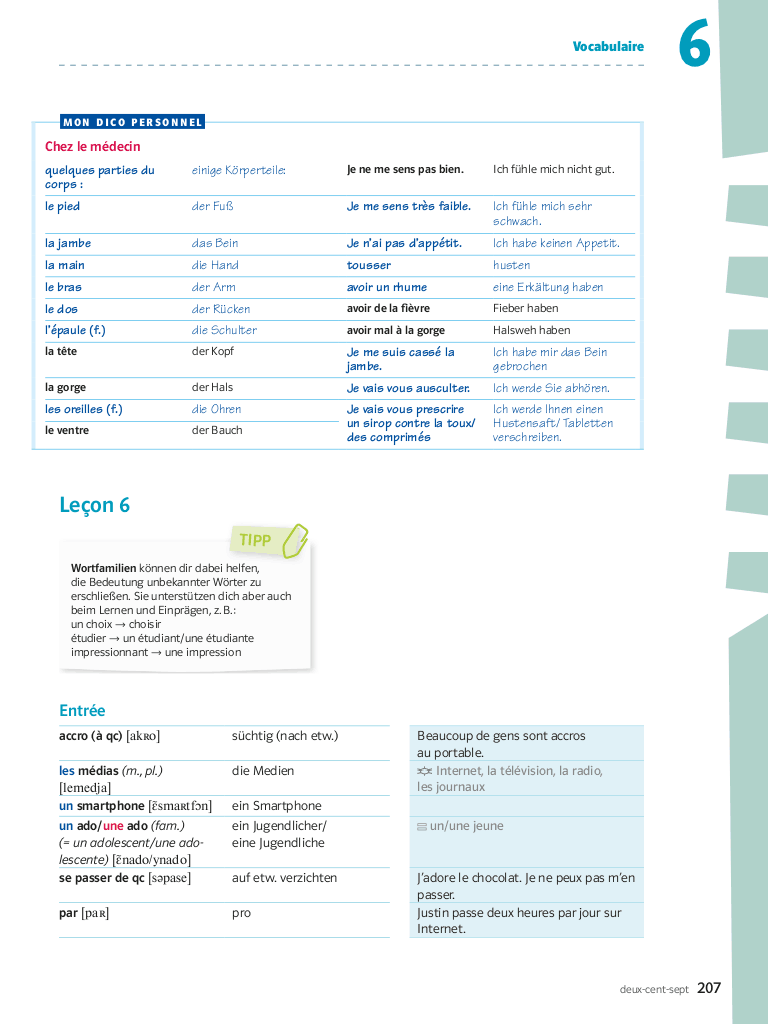 Vocabulaire
6
MON DICO PERSONNEL
Chez le médecin
quelques parties du
corps :
einige Körperteile:
le pied
der Fuß
la jambe
das Bein
la main
die Hand
le bras
der Arm
le dos
der Rücken
l'épaule (f.)
die Schulter
la tête
der Kopf
la gorge
der Hals
les oreilles (f.)
die Ohren
le ventre
der Bauch
Je ne me sens pas bien.
Ich fühle mich nicht gut.
Je me sens très faible.
Ich fühle mich sehr
schwach.
Je n'ai pas d'appétit.
Ich habe keinen Appetit.
tousser
husten
avoir un rhume
eine Erkältung haben
avoir de la fièvre
Fieber haben
avoir mal à la gorge
Halsweh haben
Je me suis cassé la
jambe.
Ich habe mir das Bein
gebrochen
Je vais vous ausculter.
Ich werde Sie abhören.
Je vais vous prescrire
un sirop contre la toux/
des comprimés
Ich werde Ihnen einen
Hustensaft/ Tabletten
verschreiben.
Leçon 6
TIPP
Wortfamilien können dir dabei helfen,
die Bedeutung unbekannter Wörter zu
erschließen. Sie unterstützen dich aber auch
beim Lernen und Einprägen, z. B.:
un choix → choisir
étudier → un étudiant/une étudiante
impressionnant → une impression
Entrée
accro (à qc) [akʀo]
süchtig (nach etw.)
Beaucoup de gens sont accros
au portable.
les médias (m., pl.)
[lemedja]
die Medien
Internet, la télévision, la radio,
les journaux
un smartphone [ɛ̃smaʀtfɔn]
ein Smartphone
un ado/une ado (fam.)
(= un adolescent/une ado-
lescente) [ɛ̃nado/ynado]
ein Jugendlicher/
eine Jugendliche
un/une jeune
se passer de qc [səpase]
auf etw. verzichten
J'adore le chocolat. Je ne peux pas m'en
passer.
par [paʀ]
pro
Justin passe deux heures par jour sur
Internet.
deux-cent-sept 207